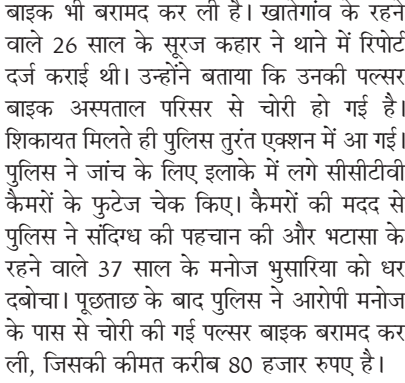 बाइक भी बरामद कर ली है। खातेगांव के रहने
वाले 26 साल के सूरज कहार ने थाने में रिपोर्ट
दर्ज कराई थी। उन्होंने बताया कि उनकी पल्सर
बाइक अस्पताल परिसर से चोरी हो गई है।
शिकायत मिलते ही पुलिस तुरंत एक्शन में आ गई।
पुलिस ने जांच के लिए इलाके में लगे सीसीटीवी
कैमरों के फुटेज चेक किए। कैमरों की मदद से
पुलिस ने संदिग्ध की पहचान की और भटासा के
रहने वाले 37 साल के मनोज भुसारिया को धर
दबोचा। पूछताछ के बाद पुलिस ने आरोपी मनोज
के पास से चोरी की गई पल्सर बाइक बरामद कर
ली, जिसकी कीमत करीब 80 हजार रुपए है।